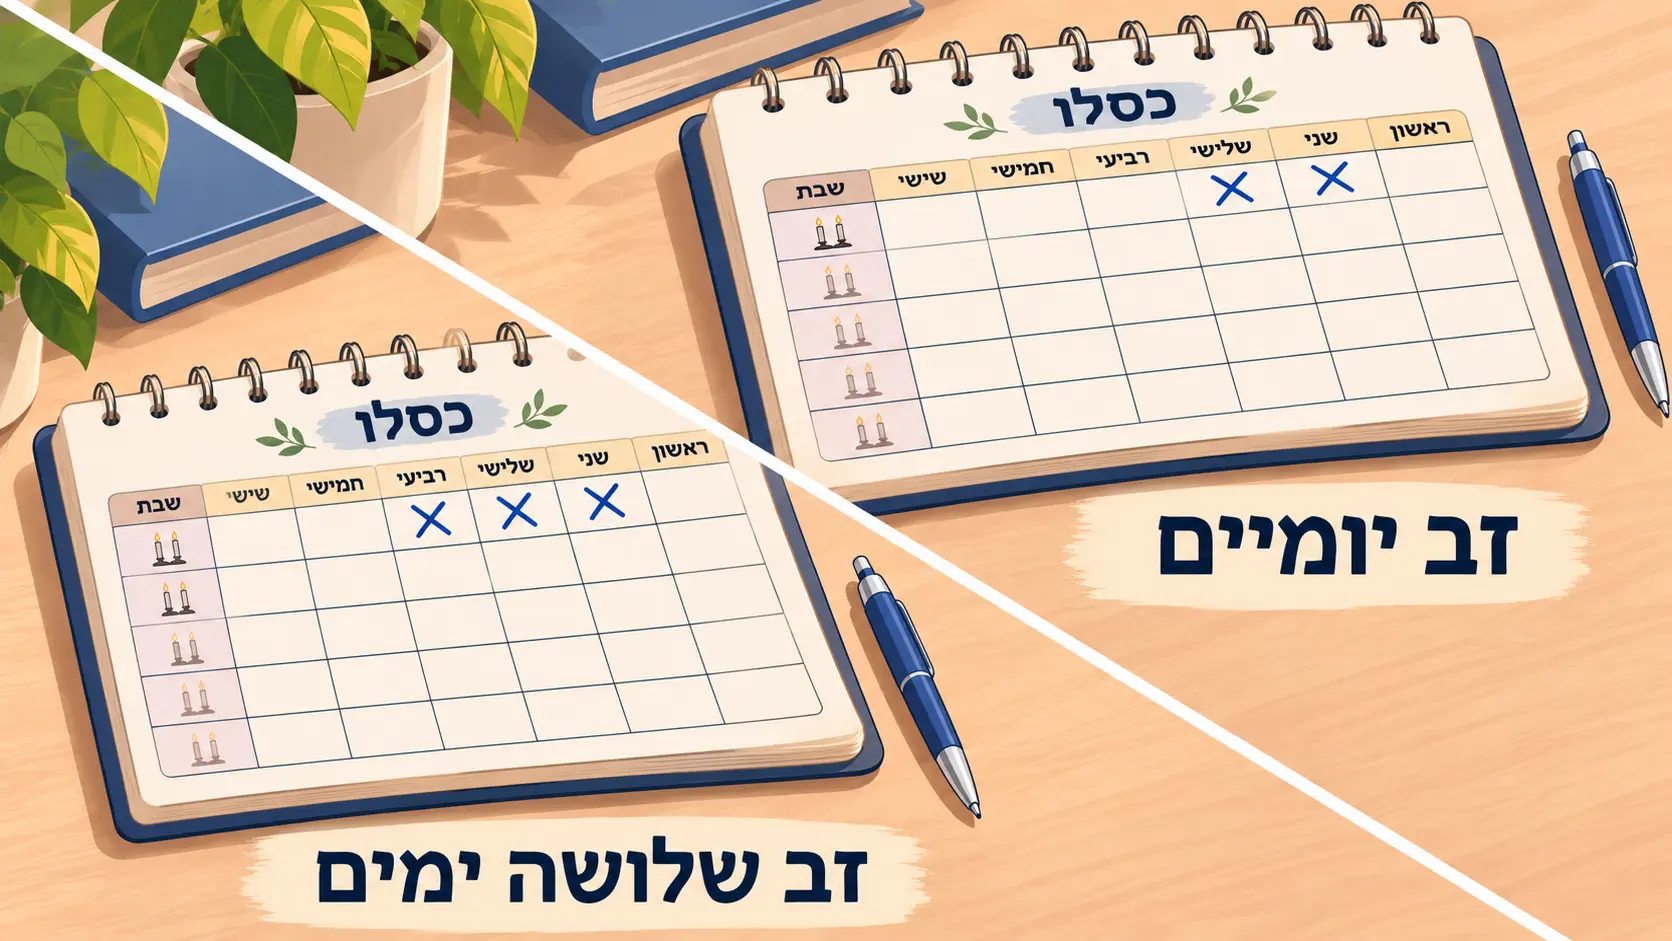 כסלו
ראשון שני שלישי רביעי חמישי שישי שבת
זב יומיים
כסלו
ראשון שני שלישי רביעי חמישי שישי שבת
זב שלושה ימים